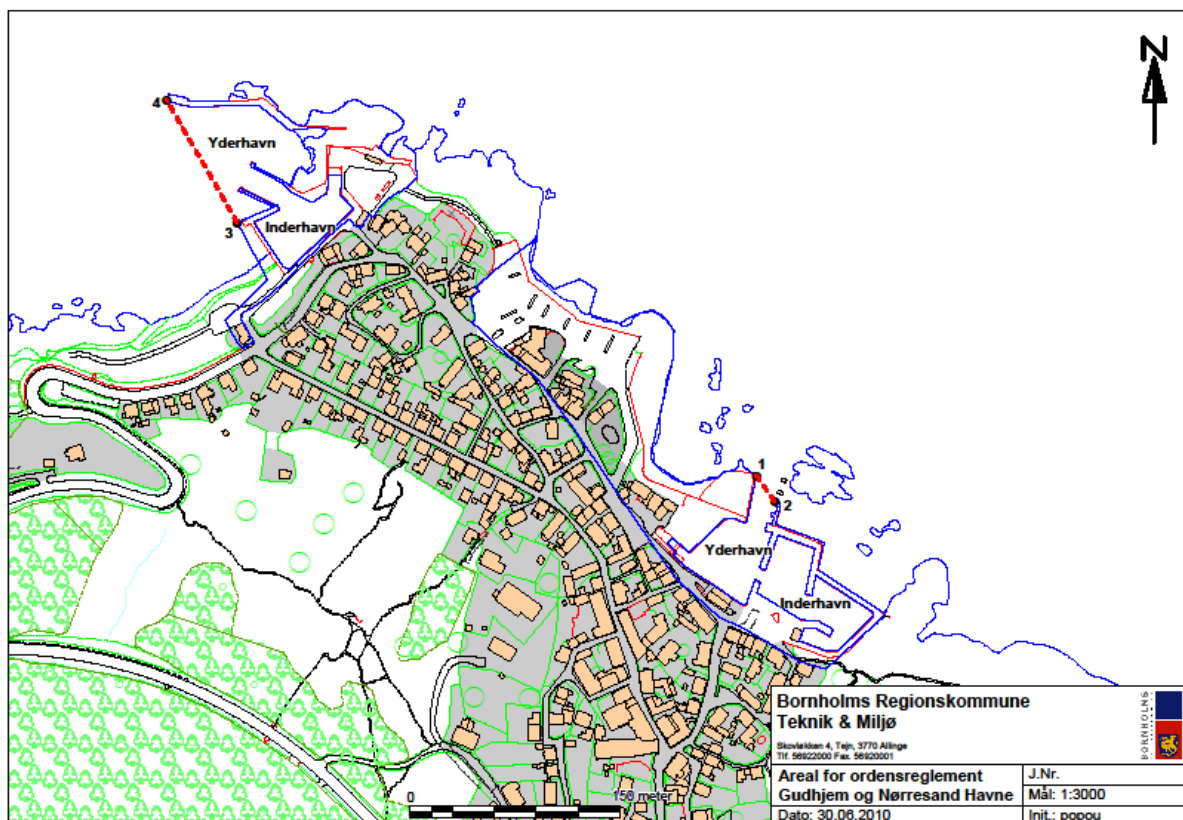 N
4
Yderhavn
3
Inderhavn
1
2
Yderhavn
Inderhavn
0
150 meter
Bornholms Regionskommune
Teknik & Miljø
Skovløkken 4, Tejn, 3770 Allinge
Tlf. 56922000 Fax. 56920001
BORNHOLMS
Areal for ordensreglement
Gudhjem og Nørresand Havne
J.Nr.
Mål: 1:3000
Dato: 30.06.2010
Init.: popou